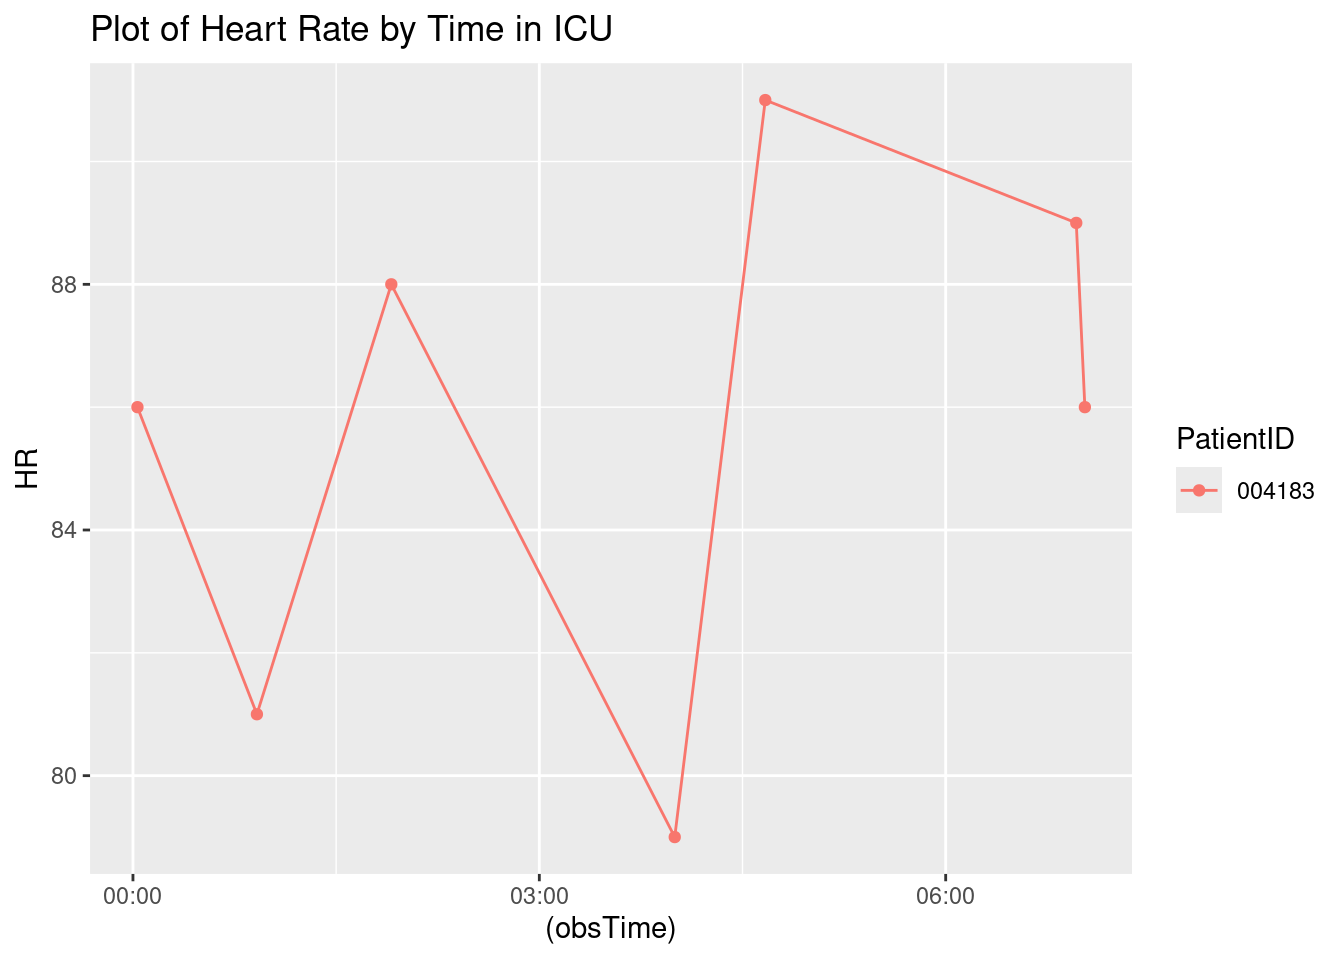 Plot of Heart Rate by Time in ICU
HR
88
84
80
00:00
03:00
06:00
(obsTime)
PatientID
004183